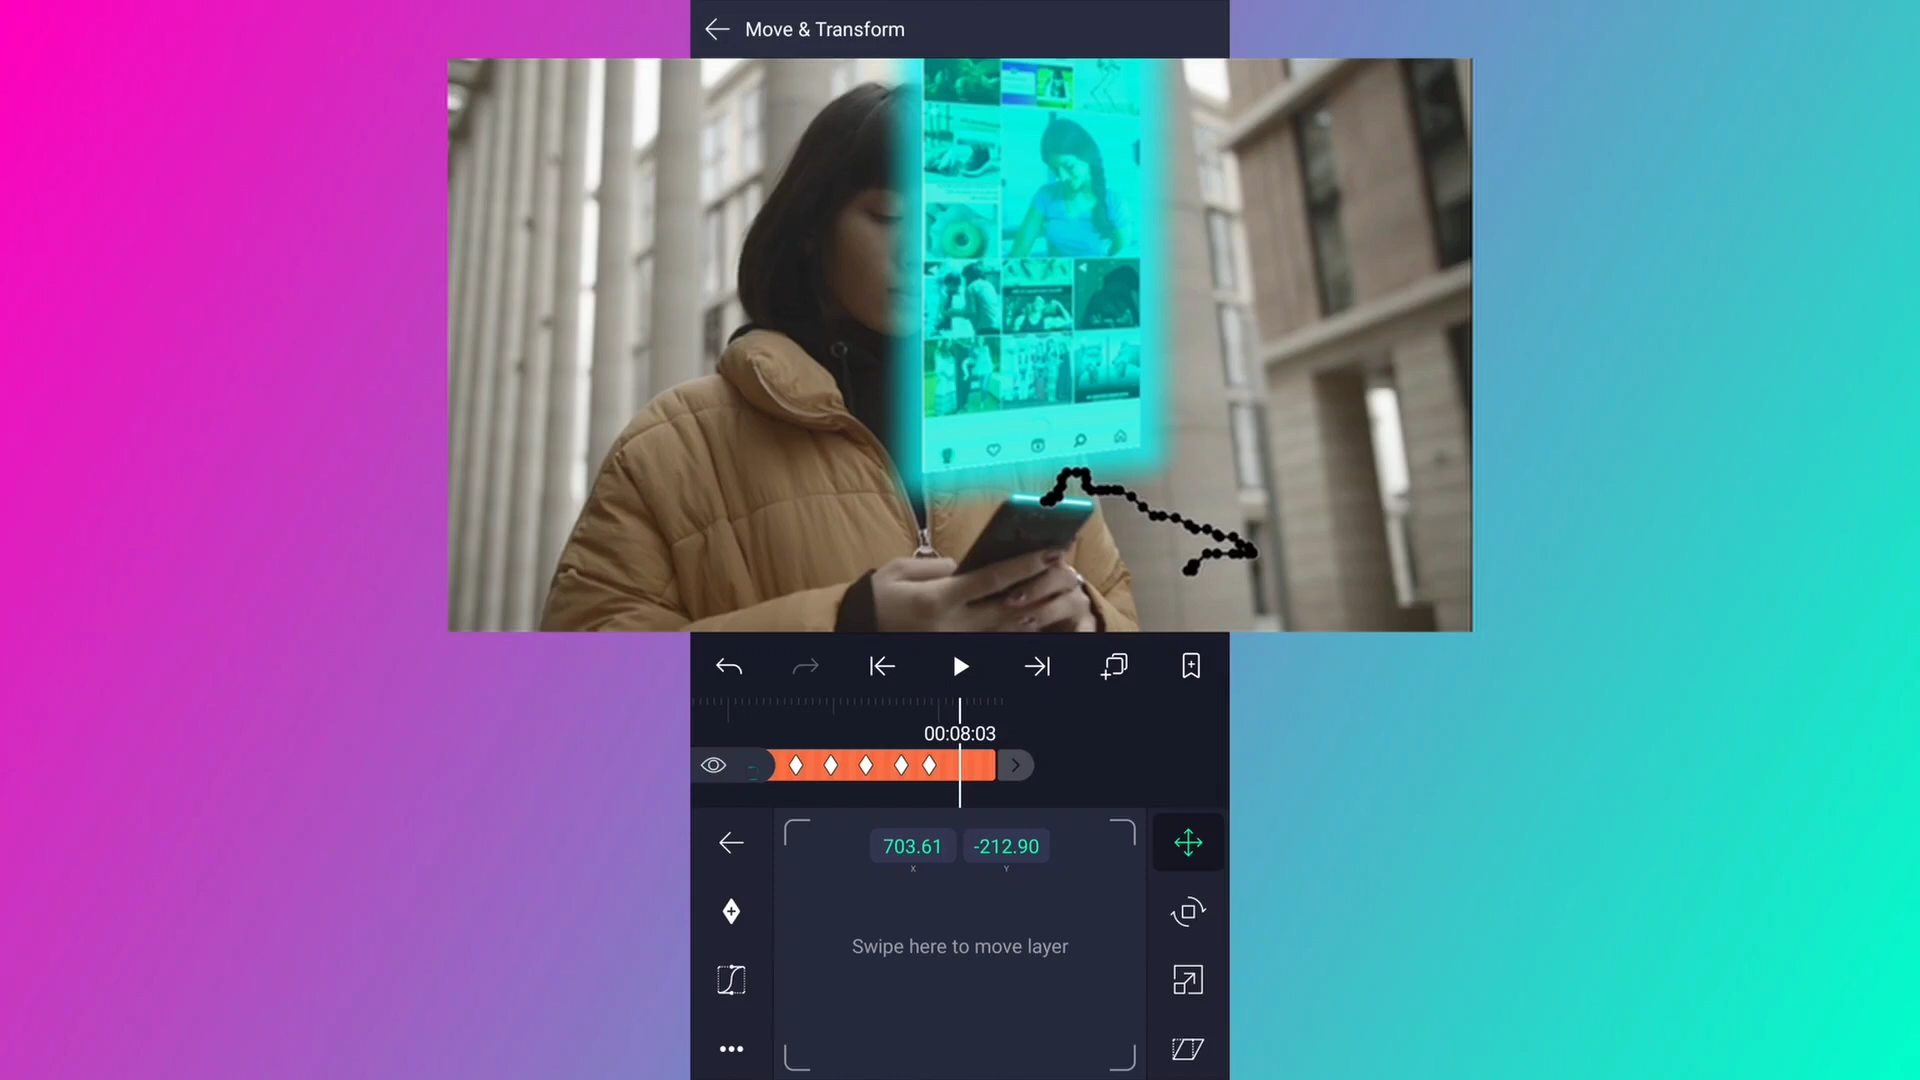 Move & Transform
00:08:03
703.61 -212.90
X Y
Swipe here to move layer